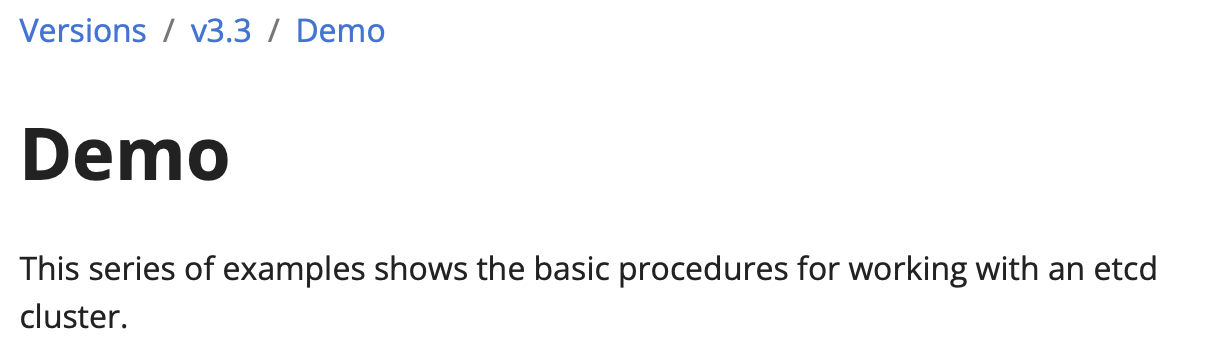 Versions / v3.3 / Demo
Demo
This series of examples shows the basic procedures for working with an etcd
cluster.